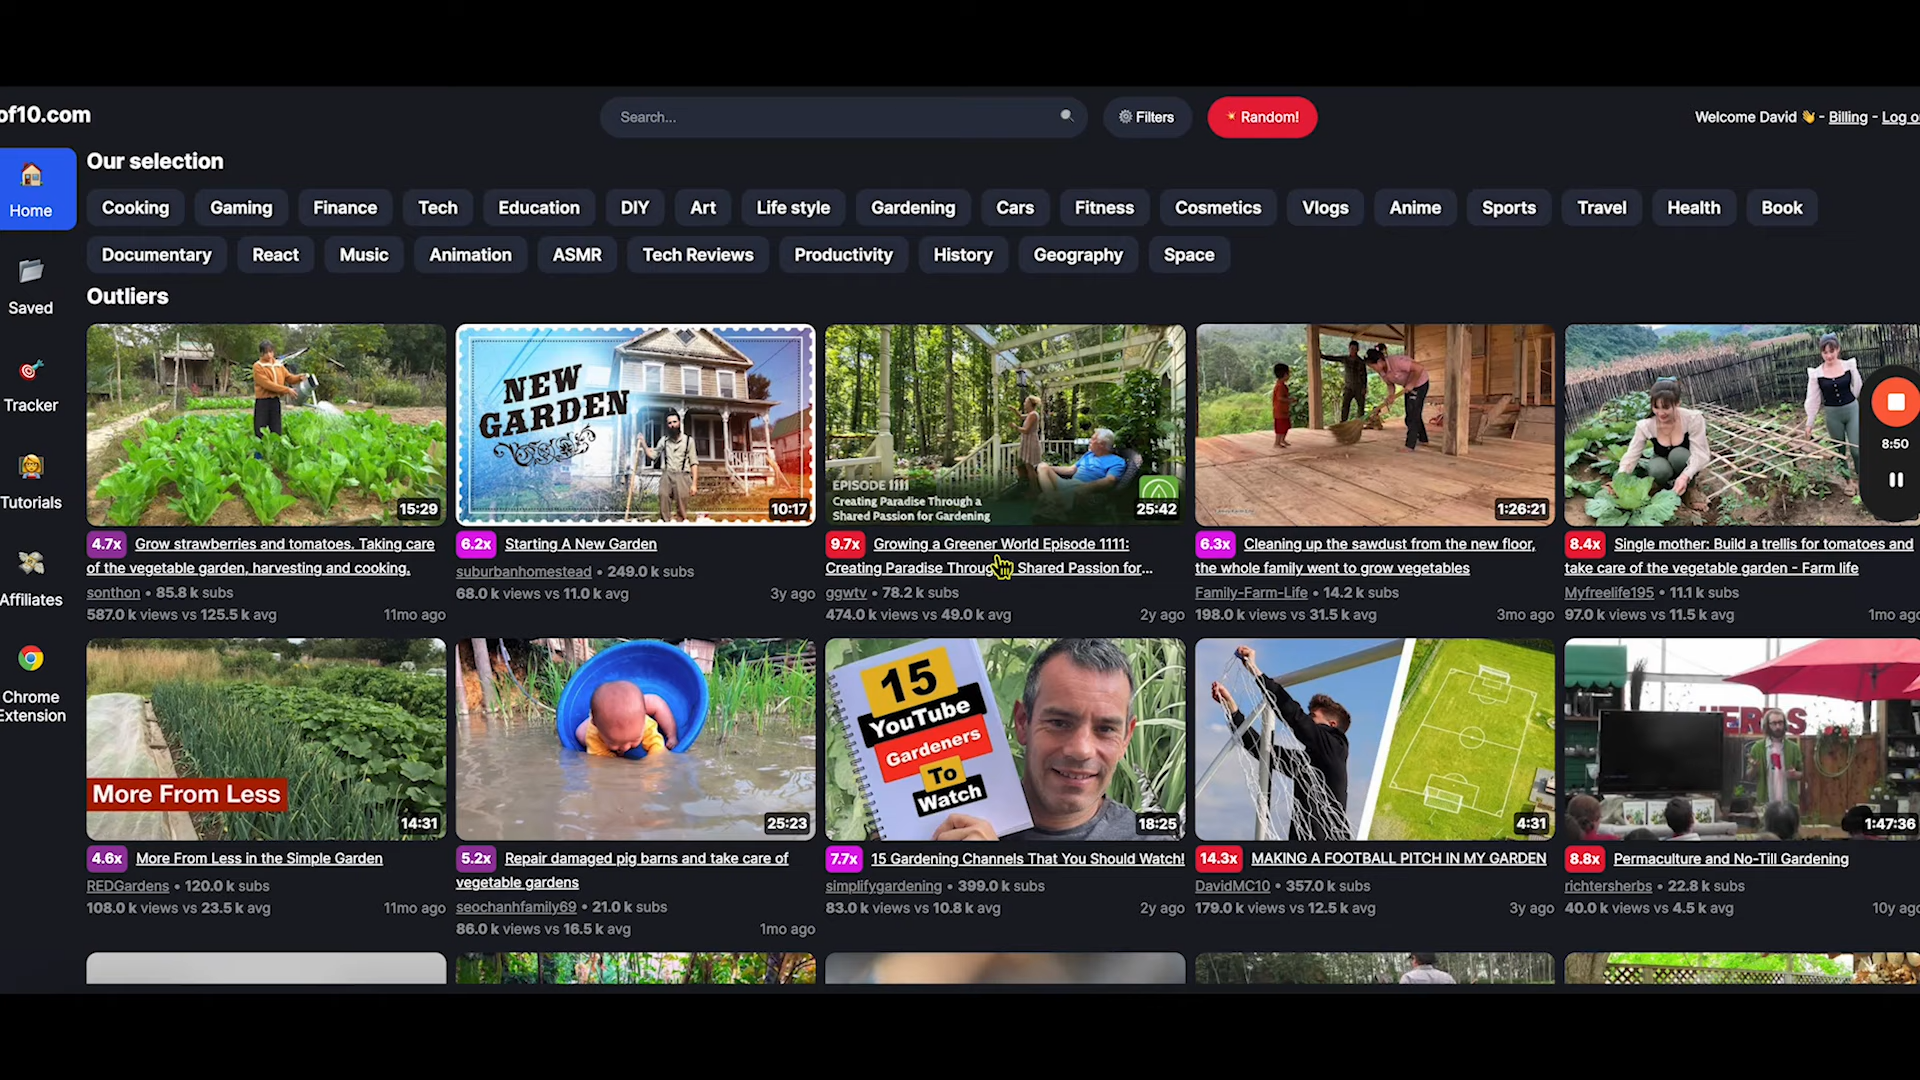 of10.com
Search...
Filters
Random!
Welcome David 👋 - Billing - Log o
Home
Saved
Tracker
Tutorials
Affiliates
Chrome
Extension
Our selection
Cooking Gaming Finance Tech Education DIY Art Life style Gardening Cars Fitness Cosmetics Vlogs Anime Sports Travel Health Book
Documentary React Music Animation ASMR Tech Reviews Productivity History Geography Space
Outliers
15:29
4.7x Grow strawberries and tomatoes. Taking care
of the vegetable garden, harvesting and cooking.
sonthon • 85.8 k subs
587.0 k views vs 125.5 k avg 11mo ago
NEW
GARDEN
10:17
6.2x Starting A New Garden
suburbanhomestead • 249.0 k subs
68.0 k views vs 11.0 k avg 3y ago
EPISODE 1111
Creating Paradise Through a
Shared Passion for Gardening
25:42
9.7x Growing a Greener World Episode 1111:
Creating Paradise Throug Shared Passion for...
ggwtv • 78.2 k subs
474.0 k views vs 49.0 k avg 2y ago
1:26:21
6.3x Cleaning up the sawdust from the new floor,
the whole family went to grow vegetables
Family-Farm-Life • 14.2 k subs
198.0 k views vs 31.5 k avg 3mo ago
8:50
8.4x Single mother: Build a trellis for tomatoes and
take care of the vegetable garden - Farm life
Myfreelife195 • 11.1 k subs
97.0 k views vs 11.5 k avg 1mo ago
More From Less
14:31
4.6x More From Less in the Simple Garden
REDGardens • 120.0 k subs
108.0 k views vs 23.5 k avg 11mo ago
25:23
5.2x Repair damaged pig barns and take care of
vegetable gardens
seochanhfamily69 • 21.0 k subs
86.0 k views vs 16.5 k avg 1mo ago
15
YouTube
Gardeners
To
Watch
18:25
7.7x 15 Gardening Channels That You Should Watch!
simplifygardening • 399.0 k subs
83.0 k views vs 10.8 k avg 2y ago
4:31
14.3x MAKING A FOOTBALL PITCH IN MY GARDEN
DavidMC10 • 357.0 k subs
179.0 k views vs 12.5 k avg 3y ago
HERBS
1:47:36
8.8x Permaculture and No-Till Gardening
richtersherbs • 22.8 k subs
40.0 k views vs 4.5 k avg 10y ago